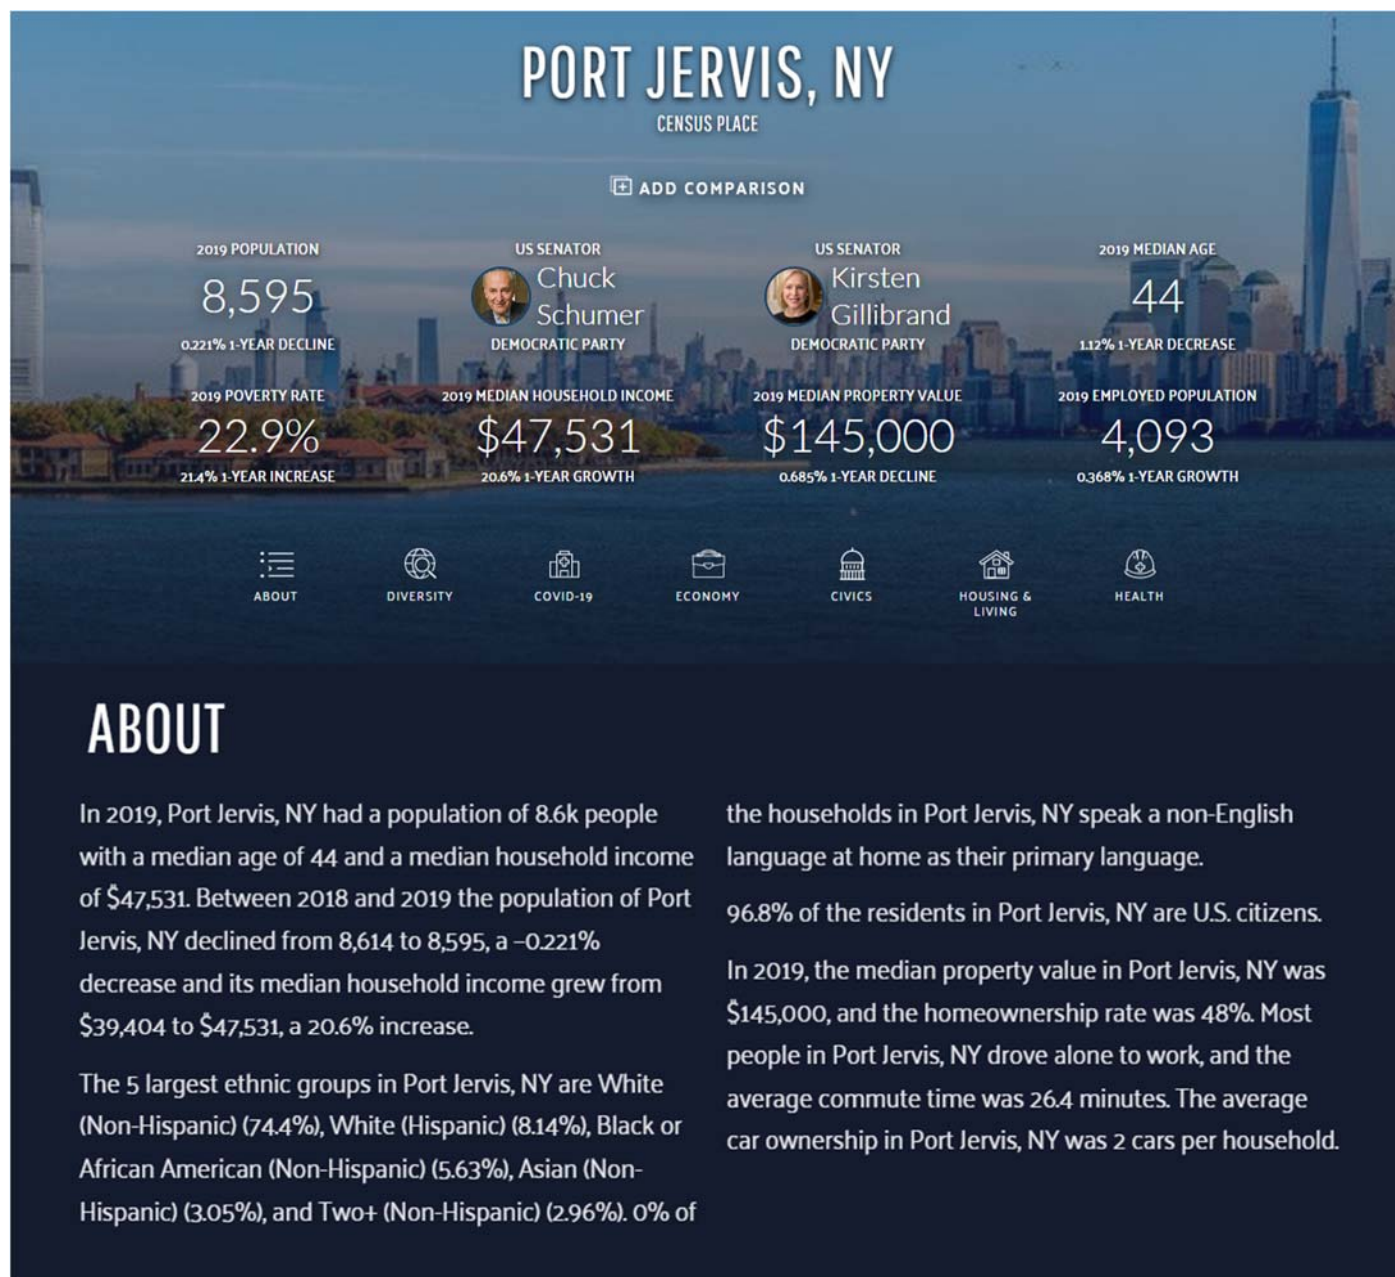 PORT JERVIS, NY
CENSUS PLACE
ADD COMPARISON
2019 POPULATION
8,595
0.221% 1-YEAR DECLINE
US SENATOR
Chuck
Schumer
DEMOCRATIC PARTY
US SENATOR
Kirsten
Gillibrand
DEMOCRATIC PARTY
2019 MEDIAN AGE
44
1.12% 1-YEAR DECREASE
2019 POVERTY RATE
22.9%
21.4% 1-YEAR INCREASE
2019 MEDIAN HOUSEHOLD INCOME
$47,531
20.6% 1-YEAR GROWTH
2019 MEDIAN PROPERTY VALUE
$145,000
0.685% 1-YEAR DECLINE
2019 EMPLOYED POPULATION
4,093
0.368% 1-YEAR GROWTH
ABOUT
DIVERSITY
COVID-19
ECONOMY
CIVICS
HOUSING &
LIVING
HEALTH
ABOUT
In 2019, Port Jervis, NY had a population of 8.6k people
with a median age of 44 and a median household income
of $47,531. Between 2018 and 2019 the population of Port
Jervis, NY declined from 8,614 to 8,595, a −0.221%
decrease and its median household income grew from
$39,404 to $47,531, a 20.6% increase.
The 5 largest ethnic groups in Port Jervis, NY are White
(Non-Hispanic) (74.4%), White (Hispanic) (8.14%), Black or
African American (Non-Hispanic) (5.63%), Asian (Non-
Hispanic) (3.05%), and Two+ (Non-Hispanic) (2.96%). 0% of
the households in Port Jervis, NY speak a non-English
language at home as their primary language.
96.8% of the residents in Port Jervis, NY are U.S. citizens.
In 2019, the median property value in Port Jervis, NY was
$145,000, and the homeownership rate was 48%. Most
people in Port Jervis, NY drove alone to work, and the
average commute time was 26.4 minutes. The average
car ownership in Port Jervis, NY was 2 cars per household.